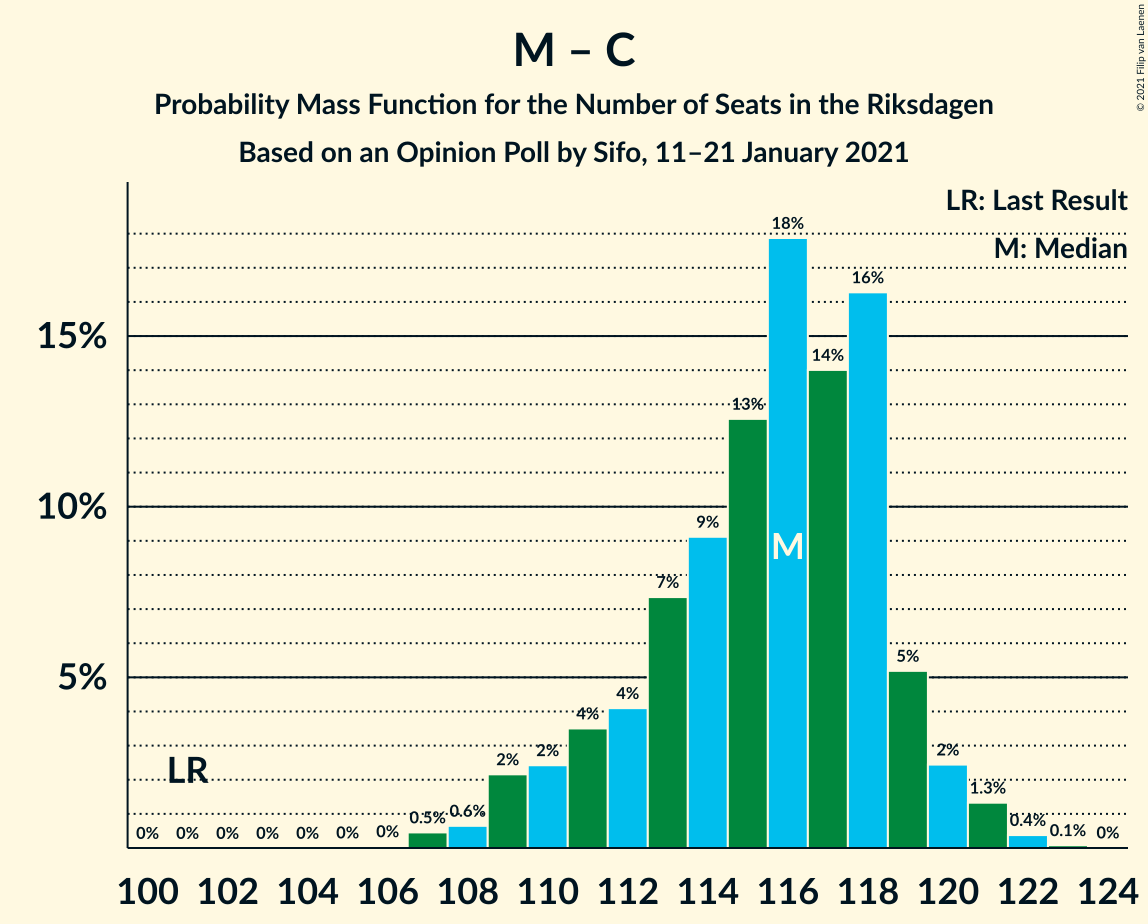 M – C
Probability Mass Function for the Number of Seats in the Riksdagen
Based on an Opinion Poll by Sifo, 11–21 January 2021
© 2021 Filip van Laenen
LR: Last Result
M: Median
15%
10%
5%
LR
M
0% 0% 0% 0% 0% 0% 0% 0.5% 0.6% 2% 2% 4% 4% 7% 9% 13% 18% 14% 16% 5% 2% 1.3% 0.4% 0.1% 0%
100 102 104 106 108 110 112 114 116 118 120 122 124